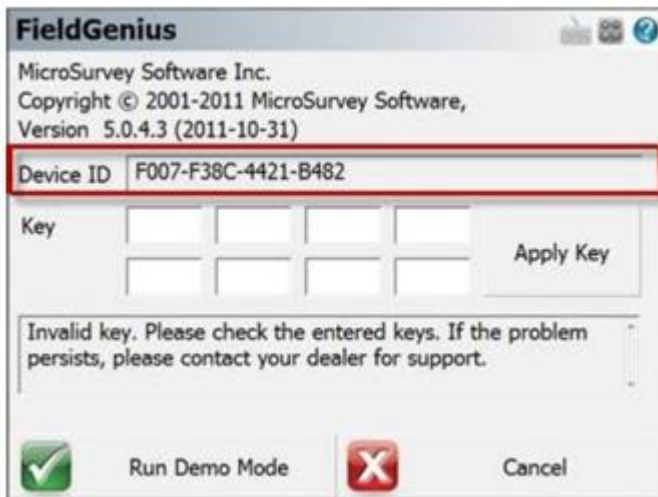 FieldGenius
MicroSurvey Software Inc.
Copyright © 2001-2011 MicroSurvey Software,
Version 5.0.4.3 (2011-10-31)
Device ID F007-F38C-4421-B482
Key
Apply Key
Invalid key. Please check the entered keys. If the problem
persists, please contact your dealer for support.
Run Demo Mode Cancel